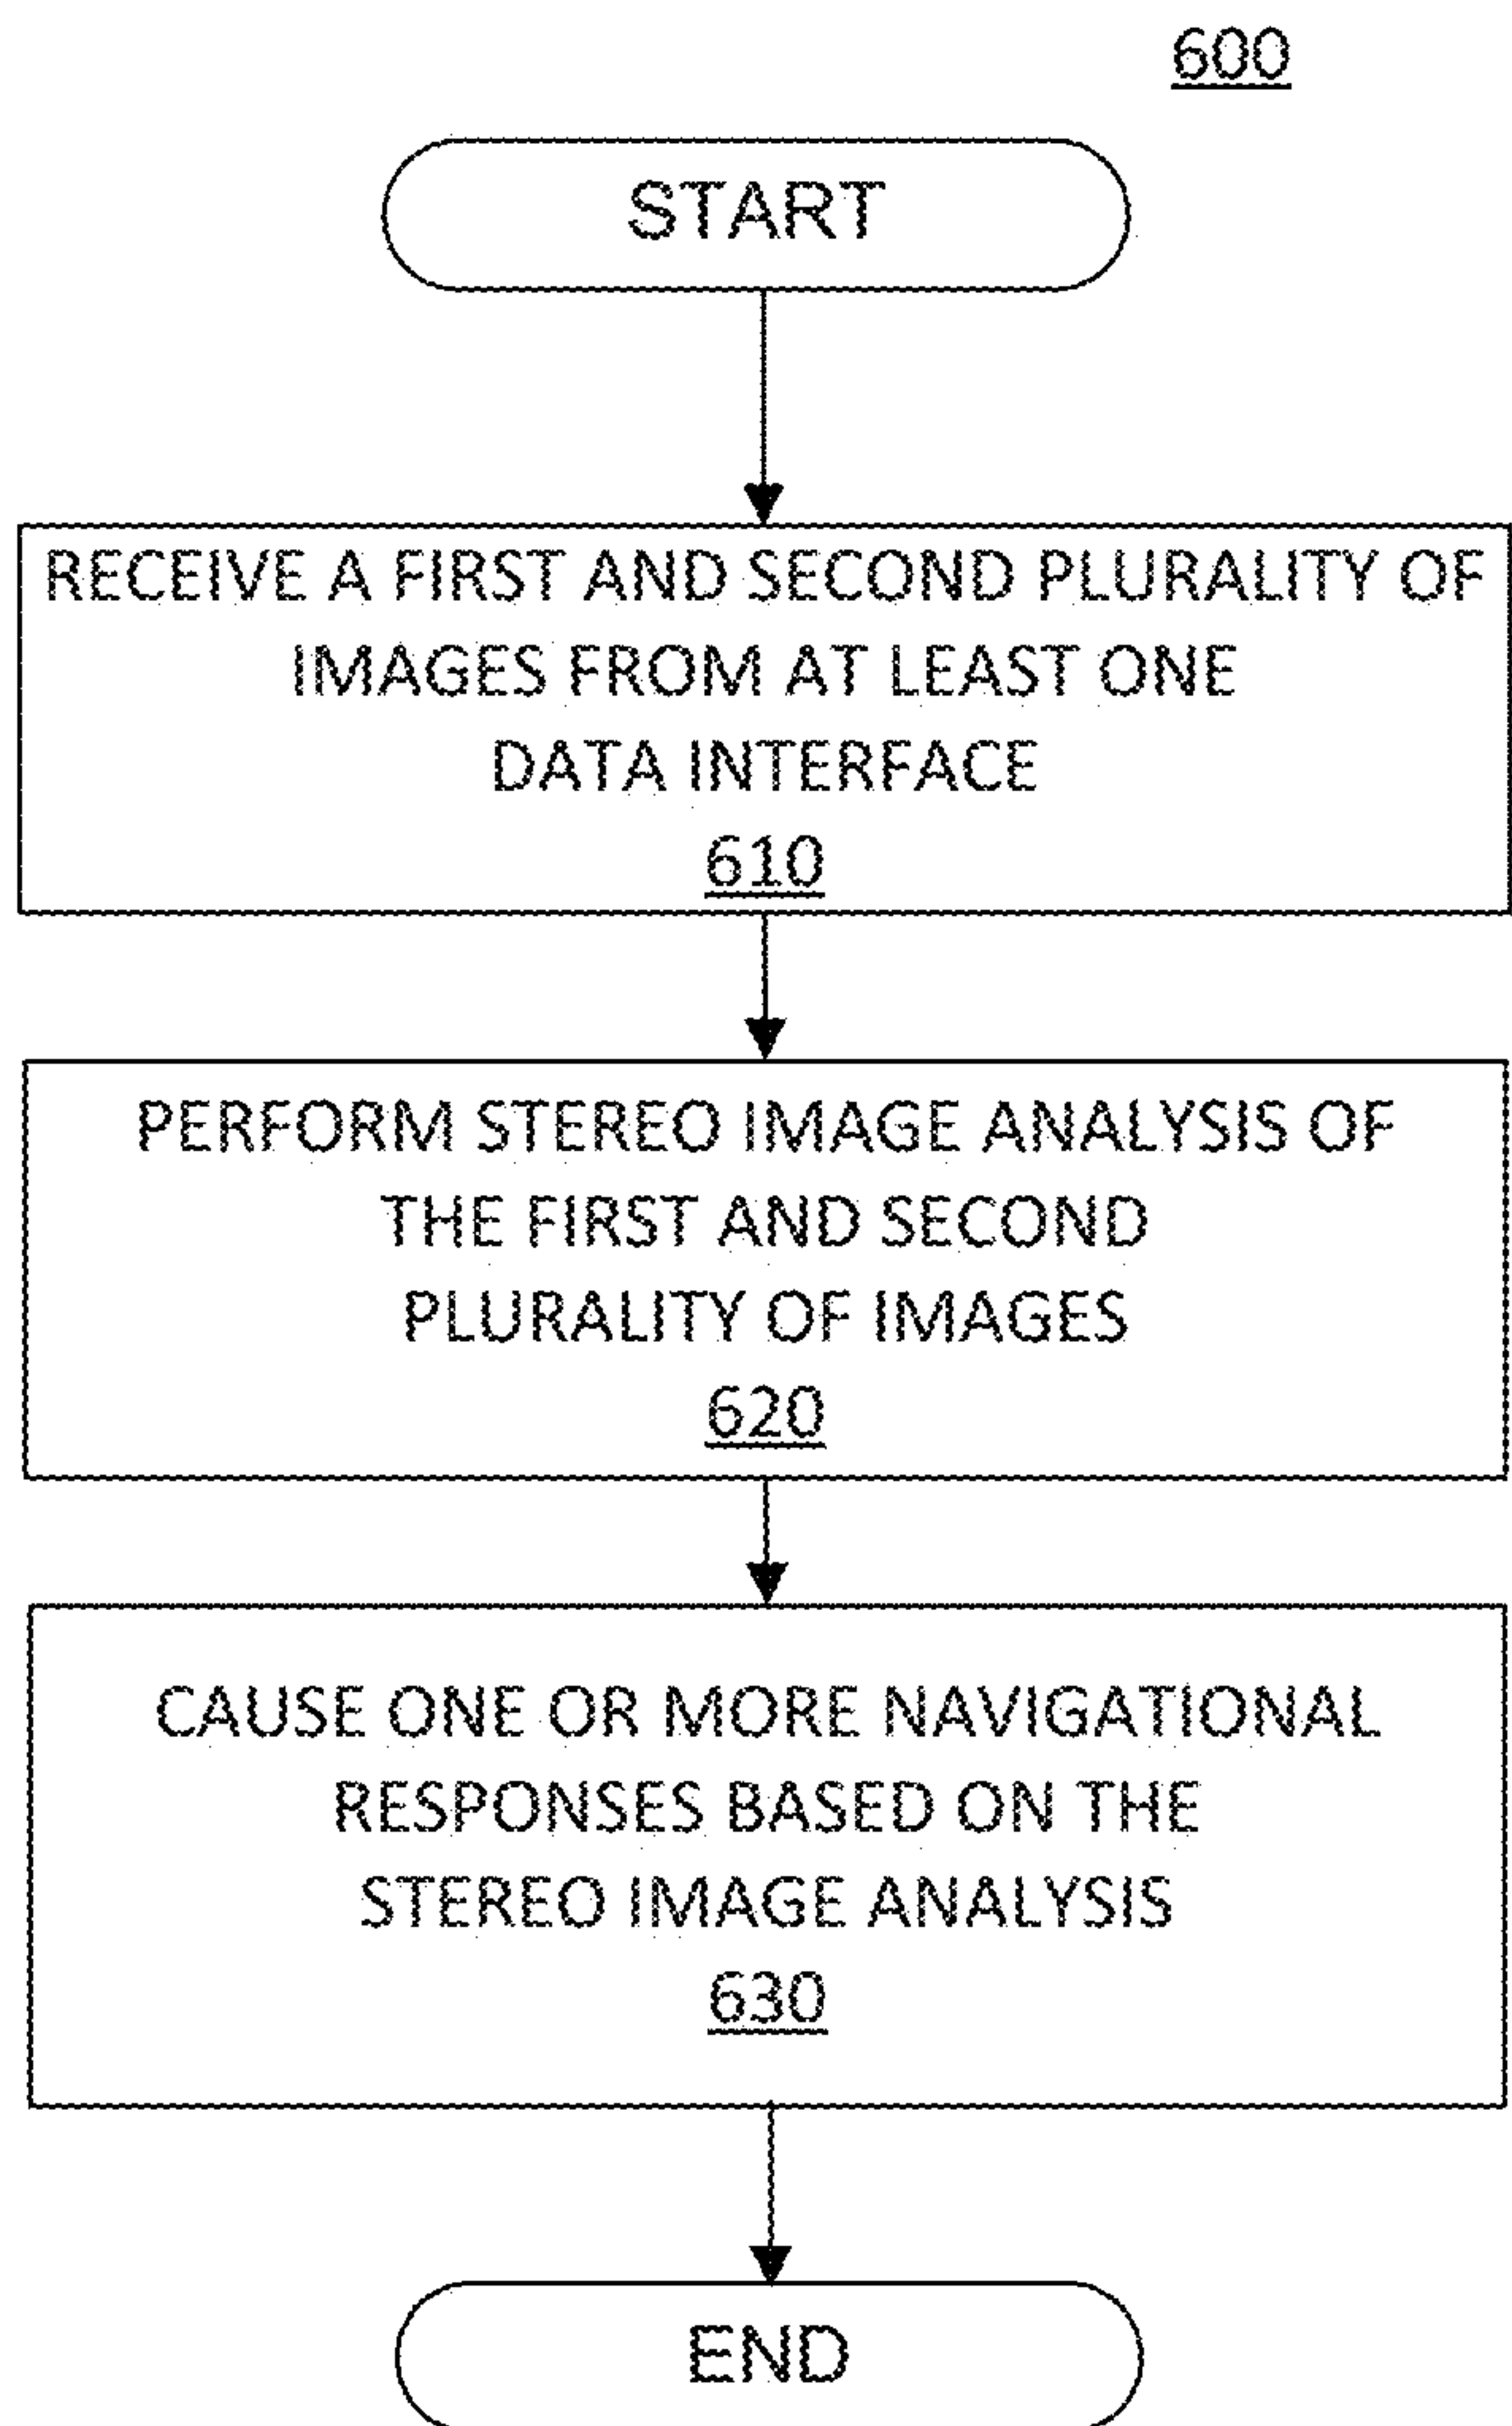 600
START
RECEIVE A FIRST AND SECOND PLURALITY OF
IMAGES FROM AT LEAST ONE
DATA INTERFACE
610
PERFORM STEREO IMAGE ANALYSIS OF
THE FIRST AND SECOND
PLURALITY OF IMAGES
620
CAUSE ONE OR MORE NAVIGATIONAL
RESPONSES BASED ON THE
STEREO IMAGE ANALYSIS
630
END